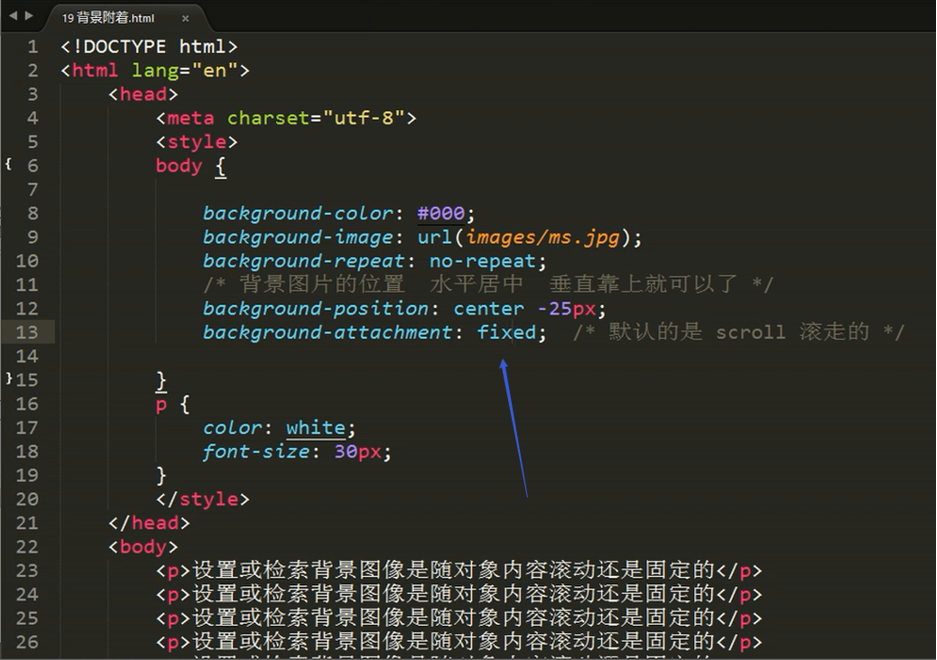 19 背景附着.html ×
1 <!DOCTYPE html>
2 <html lang="en">
3 <head>
4 <meta charset="utf-8">
5 <style>
6 body {
7
8 background-color: #000;
9 background-image: url(images/ms.jpg);
10 background-repeat: no-repeat;
11 /* 背景图片的位置 水平居中 垂直靠上就可以了 */
12 background-position: center -25px;
13 background-attachment: fixed; /* 默认的是 scroll 滚走的 */
14
15 }
16 p {
17 color: white;
18 font-size: 30px;
19 }
20 </style>
21 </head>
22 <body>
23 <p>设置或检索背景图像是随对象内容滚动还是固定的</p>
24 <p>设置或检索背景图像是随对象内容滚动还是固定的</p>
25 <p>设置或检索背景图像是随对象内容滚动还是固定的</p>
26 <p>设置或检索背景图像是随对象内容滚动还是固定的</p>